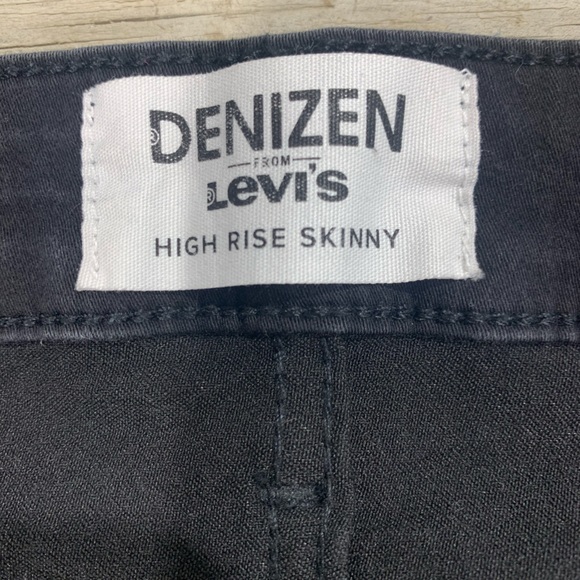 ®DENIZEN
FROM
®Levi's
HIGH RISE SKINNY